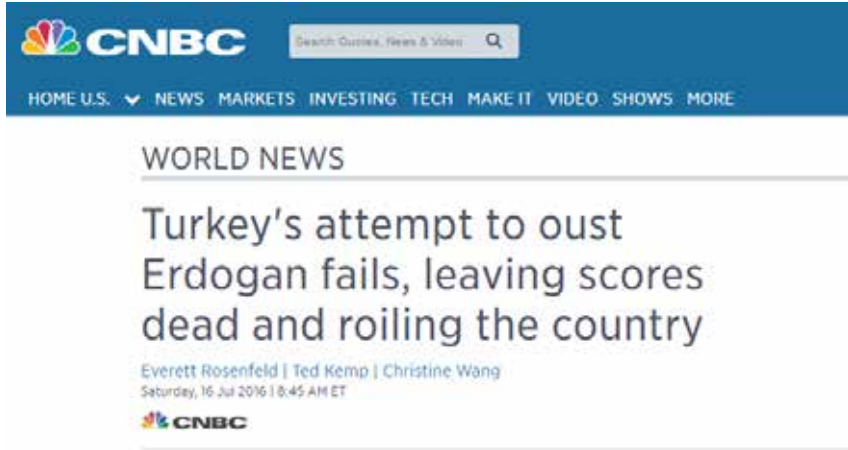 CNBC
Search Quotes, News & Video
HOME U.S. NEWS MARKETS INVESTING TECH MAKE IT VIDEO SHOWS MORE
WORLD NEWS
Turkey's attempt to oust
Erdogan fails, leaving scores
dead and roiling the country
Everett Rosenfeld | Ted Kemp | Christine Wang
Saturday, 16 Jul 2016 | 8:45 AM ET
CNBC